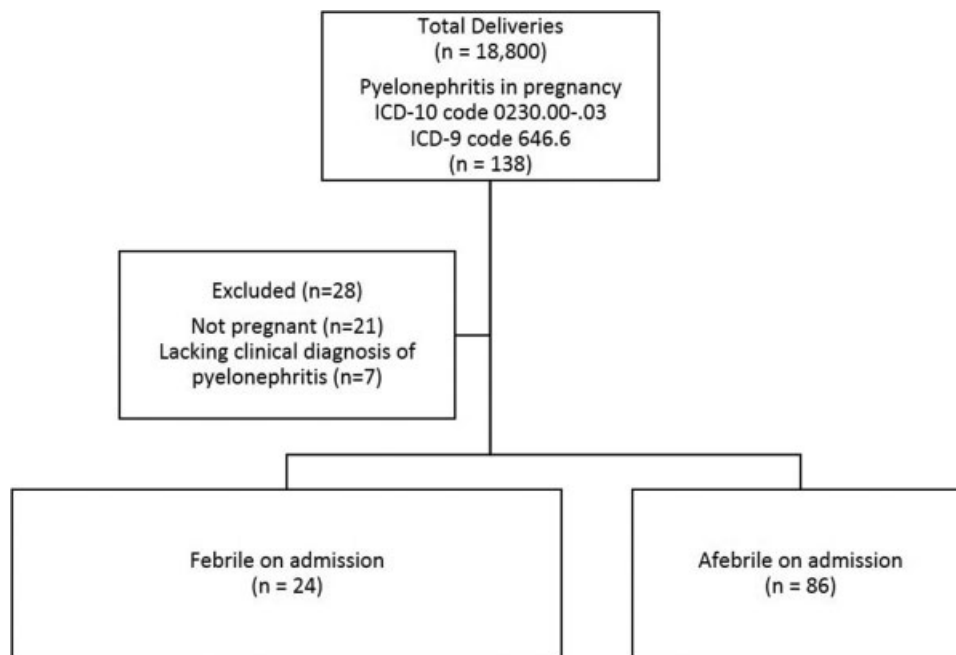 Total Deliveries
(n = 18,800)
Pyelonephritis in pregnancy
ICD-10 code 0230.00-.03
ICD-9 code 646.6
(n = 138)
Excluded (n=28)
Not pregnant (n=21)
Lacking clinical diagnosis of
pyelonephritis (n=7)
Febrile on admission
(n = 24)
Afebrile on admission
(n = 86)